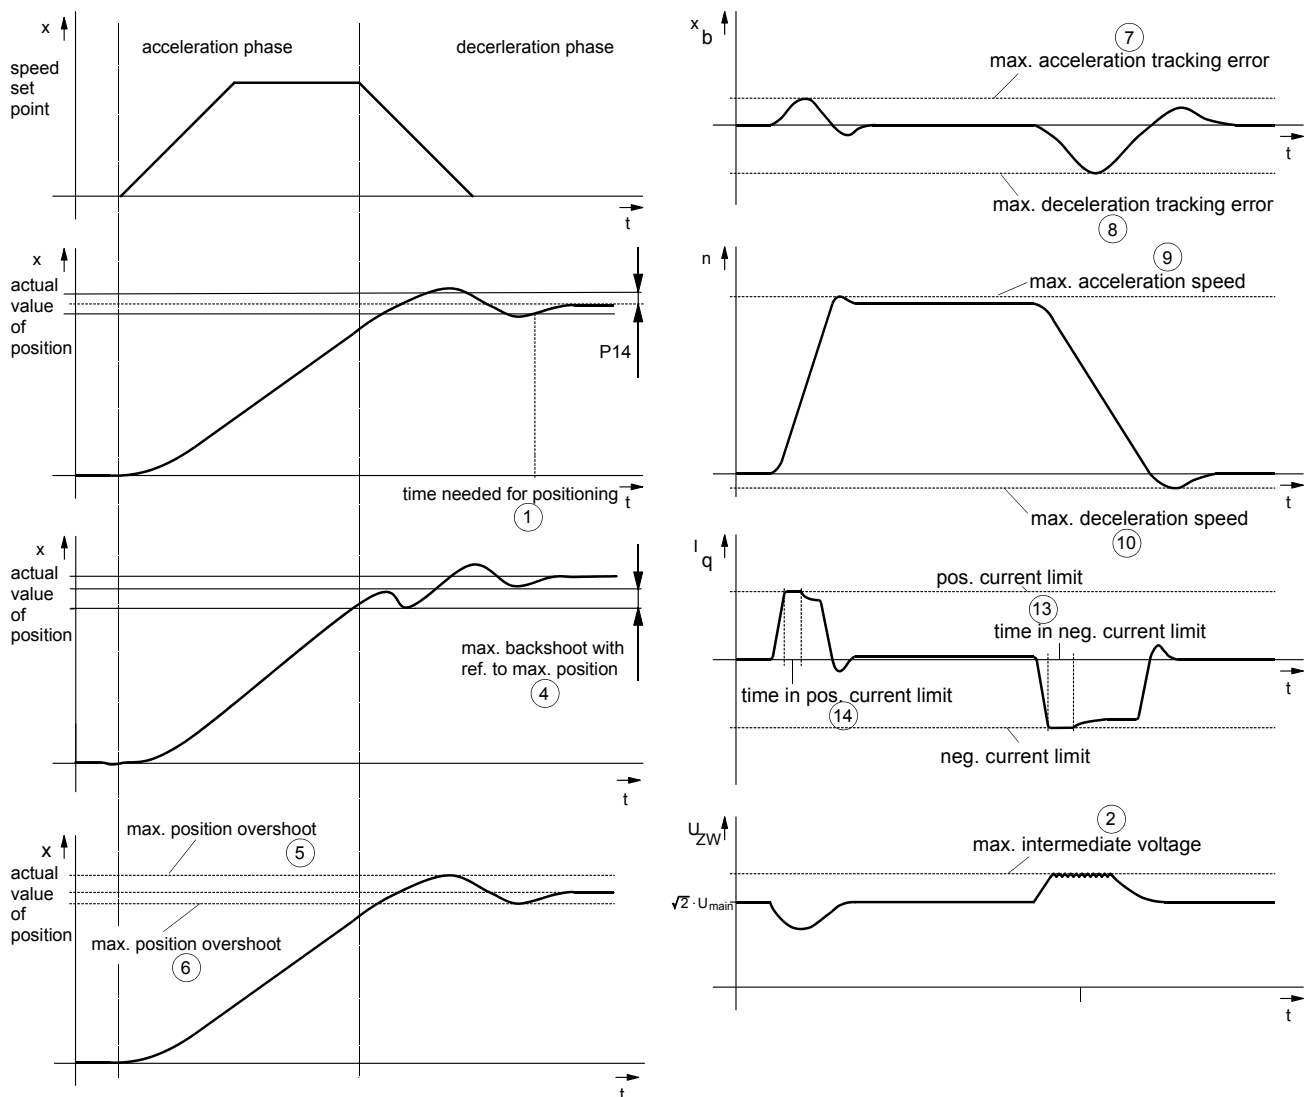 x
acceleration phase
decerleration phase
speed
set
point
t
x
actual
value
of
position
P14
time needed for positioning
t
1
x
actual
value
of
position
max. backshoot with
ref. to max. position
4
t
max. position overshoot
5
x
actual
value
of
position
max. position overshoot
6
t
x b
7
max. acceleration tracking error
t
max. deceleration tracking error
8
n
9
max. acceleration speed
t
max. deceleration speed
10
I q
pos. current limit
13
time in neg. current limit
t
time in pos. current limit
14
neg. current limit
2
U ZW
max. intermediate voltage
√2 · U main
t